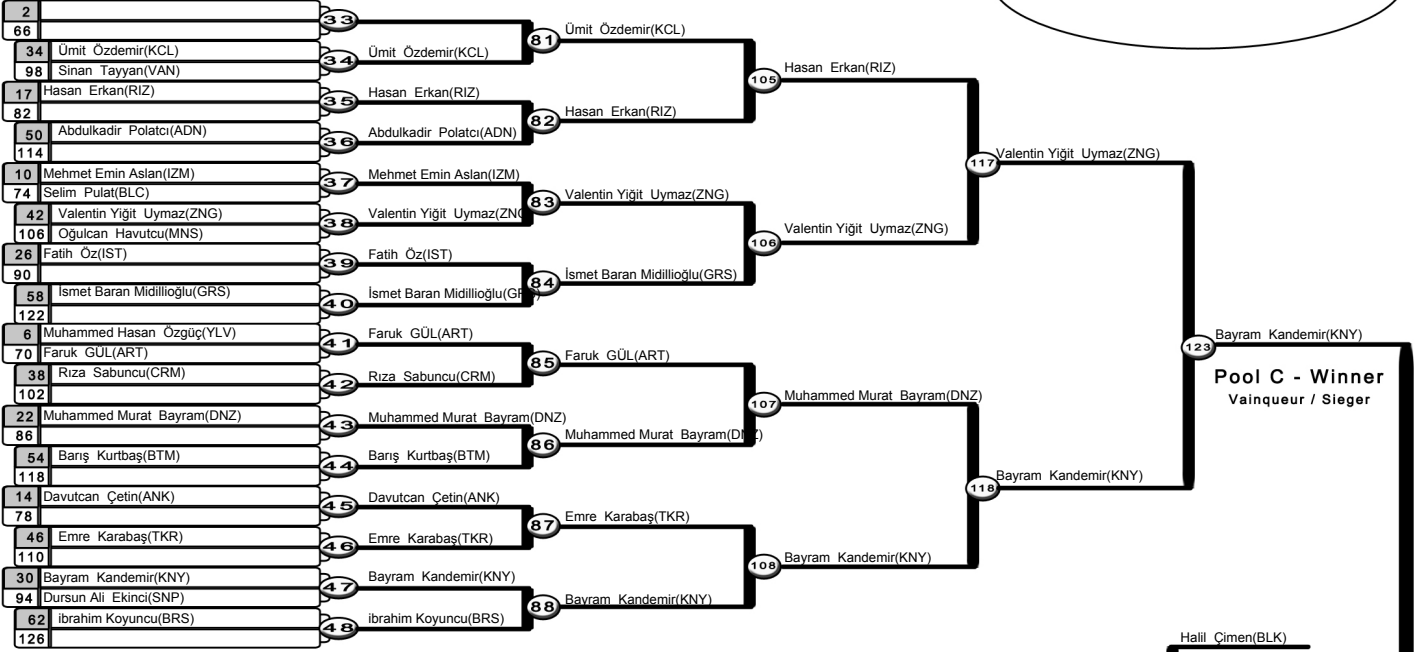 2
66
33
34 Ümit Özdemir(KCL)
98 Sinan Tayyan(VAN)
34
17 Hasan Erkan(RIZ)
82
35
50 Abdulkadir Polatcı(ADN)
114
36
10 Mehmet Emin Aslan(IZM)
74 Selim Pulat(BLC)
37
42 Valentin Yiğit Uymaz(ZNG)
106 Oğulcan Havutcu(MNS)
38
26 Fatih Öz(IST)
90
39
58 İsmet Baran Midillioğlu(GRS)
122
40
6 Muhammed Hasan Özgüç(YLV)
70 Faruk GÜL(ART)
41
38 Rıza Sabuncu(CRM)
102
42
22 Muhammed Murat Bayram(DNZ)
86
43
54 Barış Kurtbaş(BTM)
118
44
14 Davutcan Çetin(ANK)
78
45
46 Emre Karabaş(TKR)
110
46
30 Bayram Kandemir(KNY)
94 Dursun Ali Ekinci(SNP)
47
62 ibrahim Koyuncu(BRS)
126
48
Ümit Özdemir(KCL)
81
Hasan Erkan(RIZ)
Abdulkadir Polatcı(ADN)
82
Mehmet Emin Aslan(IZM)
Valentin Yiğit Uymaz(ZNG
83
Fatih Öz(IST)
İsmet Baran Midillioğlu(GRS)
84
Faruk GÜL(ART)
Rıza Sabuncu(CRM)
85
Muhammed Murat Bayram(DNZ)
Barış Kurtbaş(BTM)
86
Davutcan Çetin(ANK)
Emre Karabaş(TKR)
87
Bayram Kandemir(KNY)
ibrahim Koyuncu(BRS)
88
Ümit Özdemir(KCL)
Hasan Erkan(RIZ)
105
Valentin Yiğit Uymaz(ZNG)
İsmet Baran Midillioğlu(GRS)
106
Faruk GÜL(ART)
Muhammed Murat Bayram(DNZ)
107
Emre Karabaş(TKR)
Bayram Kandemir(KNY)
108
Hasan Erkan(RIZ)
Valentin Yiğit Uymaz(ZNG)
117
Muhammed Murat Bayram(DNZ)
Bayram Kandemir(KNY)
118
Valentin Yiğit Uymaz(ZNG)
Bayram Kandemir(KNY)
123
Bayram Kandemir(KNY)
Pool C - Winner
Vainqueur / Sieger
Halil Çimen(BLK)